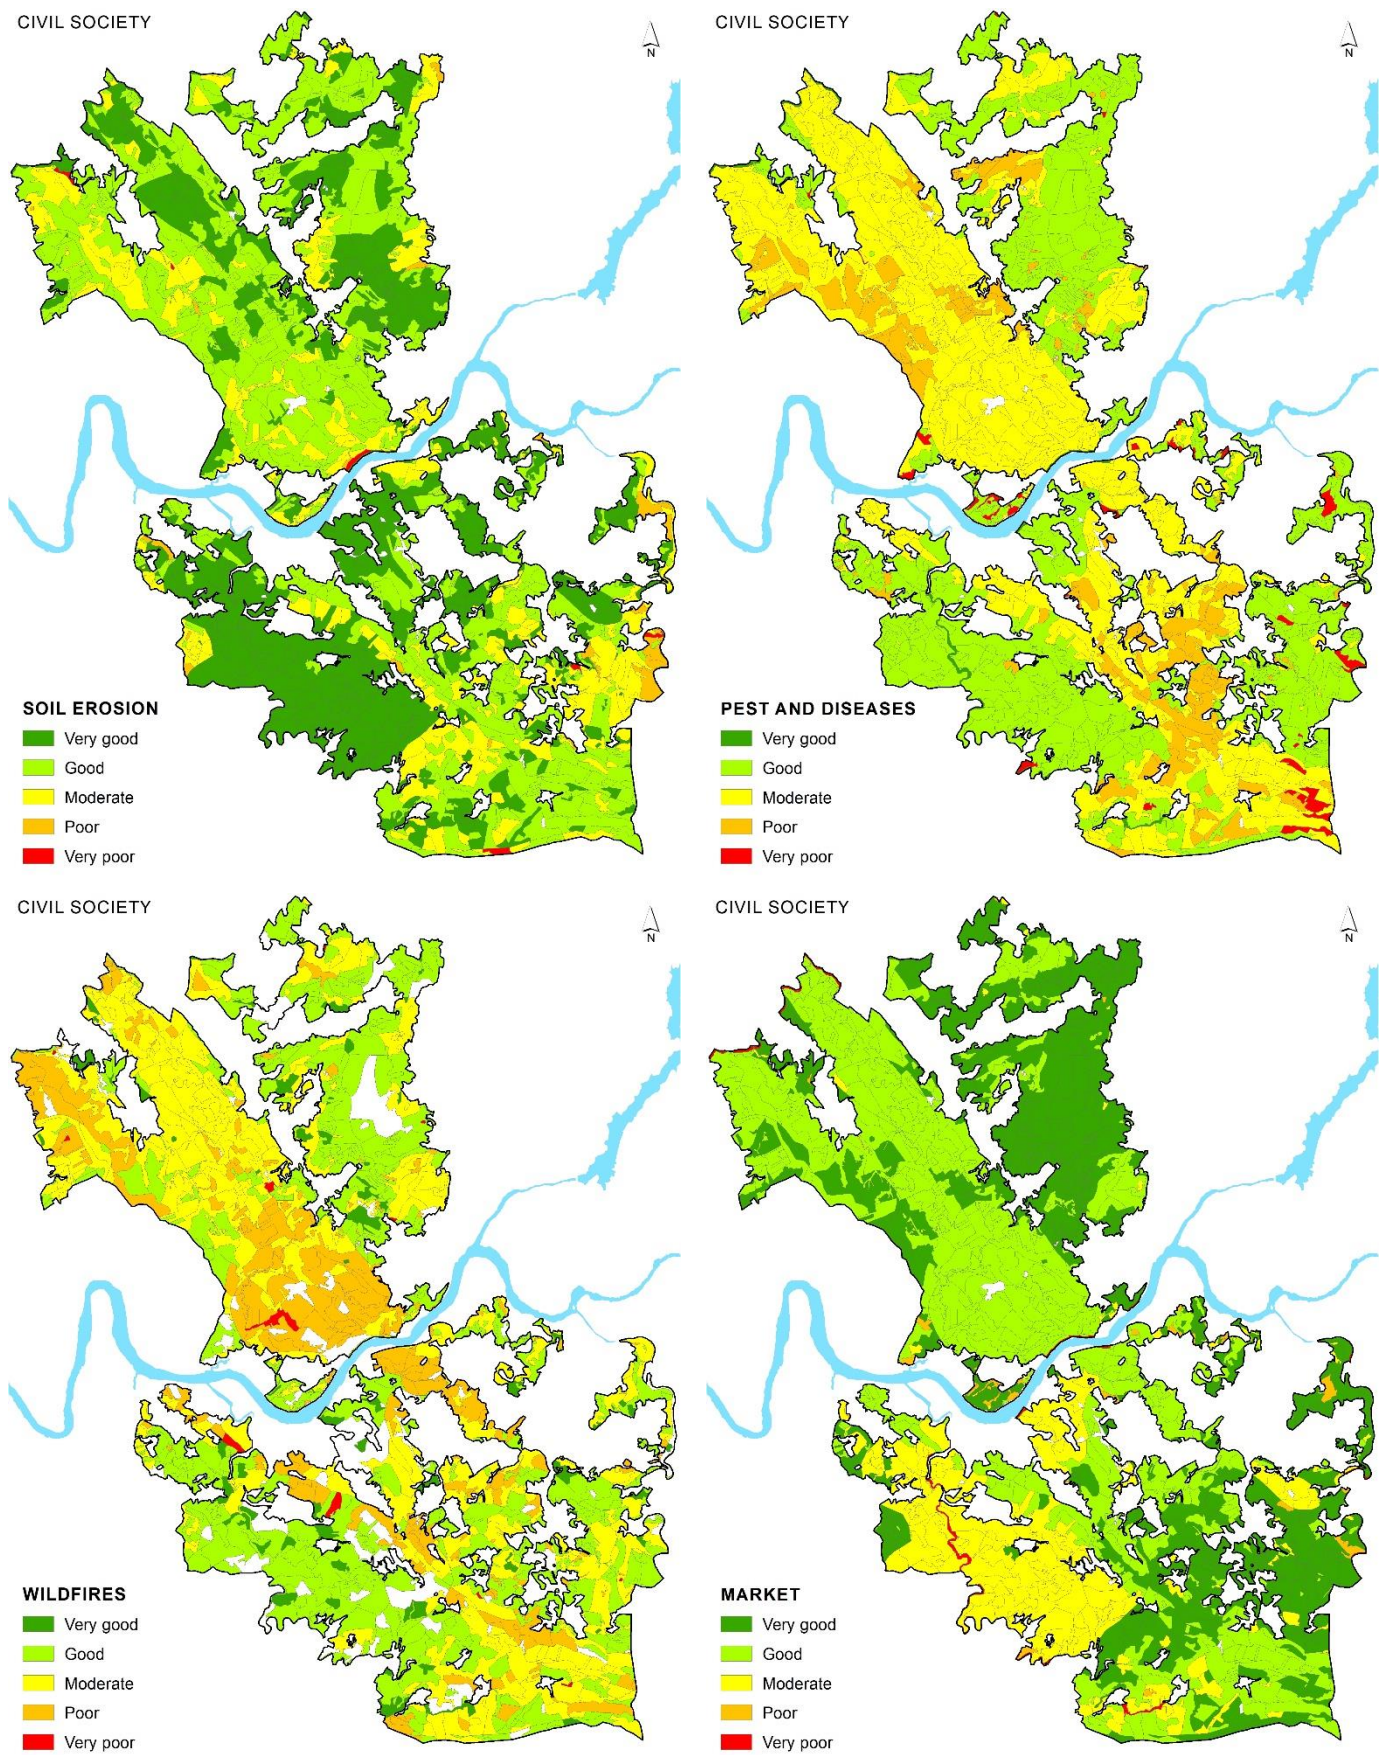 CIVIL SOCIETY
N
SOIL EROSION
Very good
Good
Moderate
Poor
Very poor
CIVIL SOCIETY
N
PEST AND DISEASES
Very good
Good
Moderate
Poor
Very poor
CIVIL SOCIETY
N
WILDFIRES
Very good
Good
Moderate
Poor
Very poor
CIVIL SOCIETY
N
MARKET
Very good
Good
Moderate
Poor
Very poor